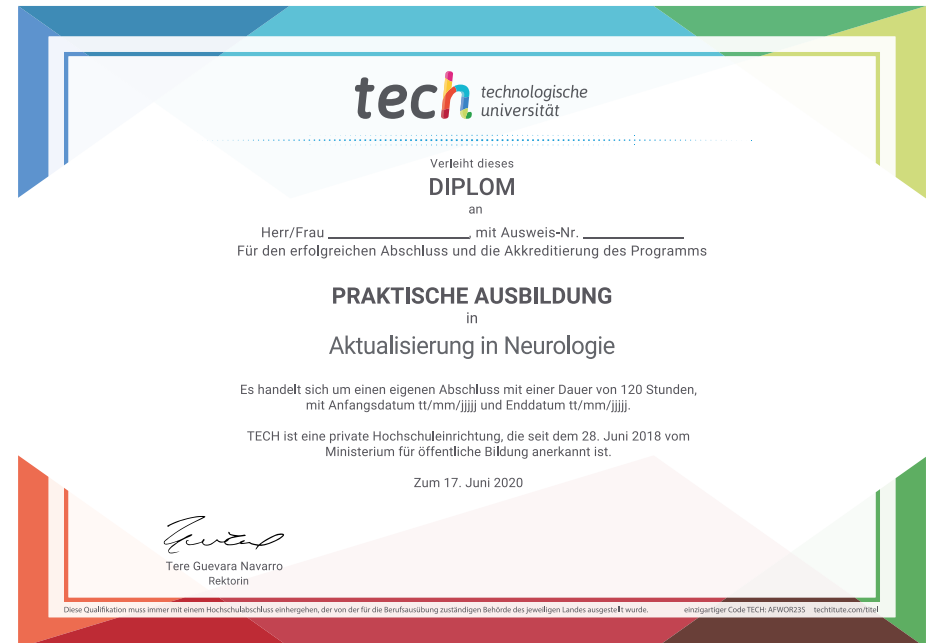 tech technologische
universität
Verleiht dieses
DIPLOM
an
Herr/Frau ____________________, mit Ausweis-Nr. ______________
Für den erfolgreichen Abschluss und die Akkreditierung des Programms
PRAKTISCHE AUSBILDUNG
in
Aktualisierung in Neurologie
Es handelt sich um einen eigenen Abschluss mit einer Dauer von 120 Stunden,
mit Anfangsdatum tt/mm/jjjjj und Enddatum tt/mm/jjjjj.
TECH ist eine private Hochschuleinrichtung, die seit dem 28. Juni 2018 vom
Ministerium für öffentliche Bildung anerkannt ist.
Zum 17. Juni 2020
Tere Guevara Navarro
Rektorin
Diese Qualifikation muss immer mit einem Hochschulabschluss einhergehen, der von der für die Berufsausübung zuständigen Behörde des jeweiligen Landes ausgestellt wurde. einzigartiger Code TECH: AFWOR23S techtitute.com/titel